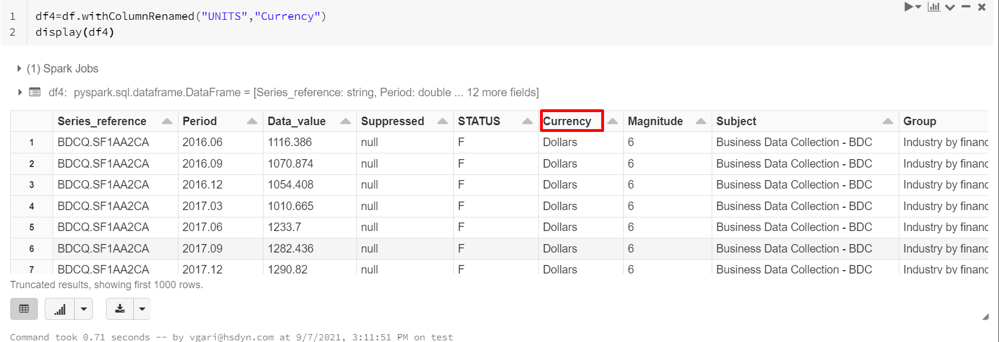 1 df4=df.withColumnRenamed("UNITS","Currency")
2 display(df4)
(1) Spark Jobs
df4: pyspark.sql.dataframe.DataFrame = [Series_reference: string, Period: double ... 12 more fields]
Series_reference Period Data_value Suppressed STATUS Currency Magnitude Subject Group
1 BDCQ.SF1AA2CA 2016.06 1116.386 null F Dollars 6 Business Data Collection - BDC Industry by financ
2 BDCQ.SF1AA2CA 2016.09 1070.874 null F Dollars 6 Business Data Collection - BDC Industry by financ
3 BDCQ.SF1AA2CA 2016.12 1054.408 null F Dollars 6 Business Data Collection - BDC Industry by financ
4 BDCQ.SF1AA2CA 2017.03 1010.665 null F Dollars 6 Business Data Collection - BDC Industry by financ
5 BDCQ.SF1AA2CA 2017.06 1233.7 null F Dollars 6 Business Data Collection - BDC Industry by financ
6 BDCQ.SF1AA2CA 2017.09 1282.436 null F Dollars 6 Business Data Collection - BDC Industry by financ
7 BDCQ.SF1AA2CA 2017.12 1290.82 null F Dollars 6 Business Data Collection - BDC Industry by financ
Truncated results, showing first 1000 rows.
Command took 0.71 seconds -- by vgari@hsdyn.com at 9/7/2021, 3:11:51 PM on test